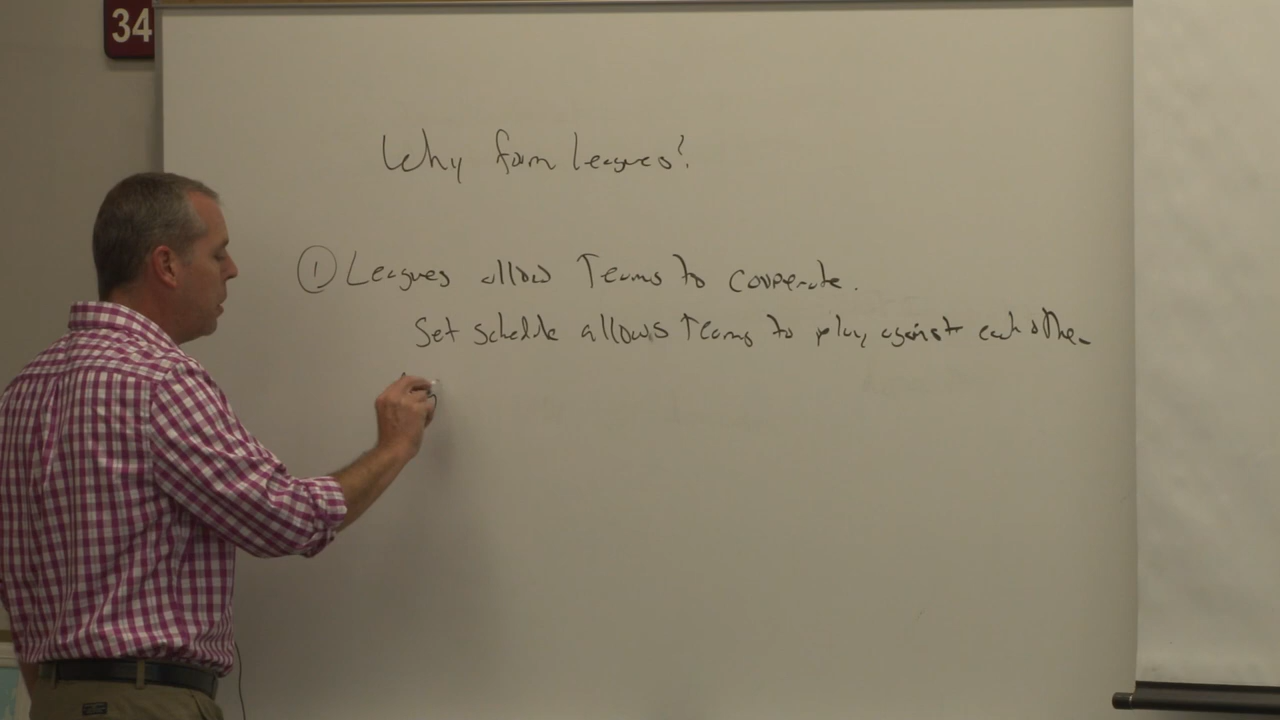 34
Why form leagues?
① Leagues allow Teams to cooperate.
Set schedule allows Teams to play against each other